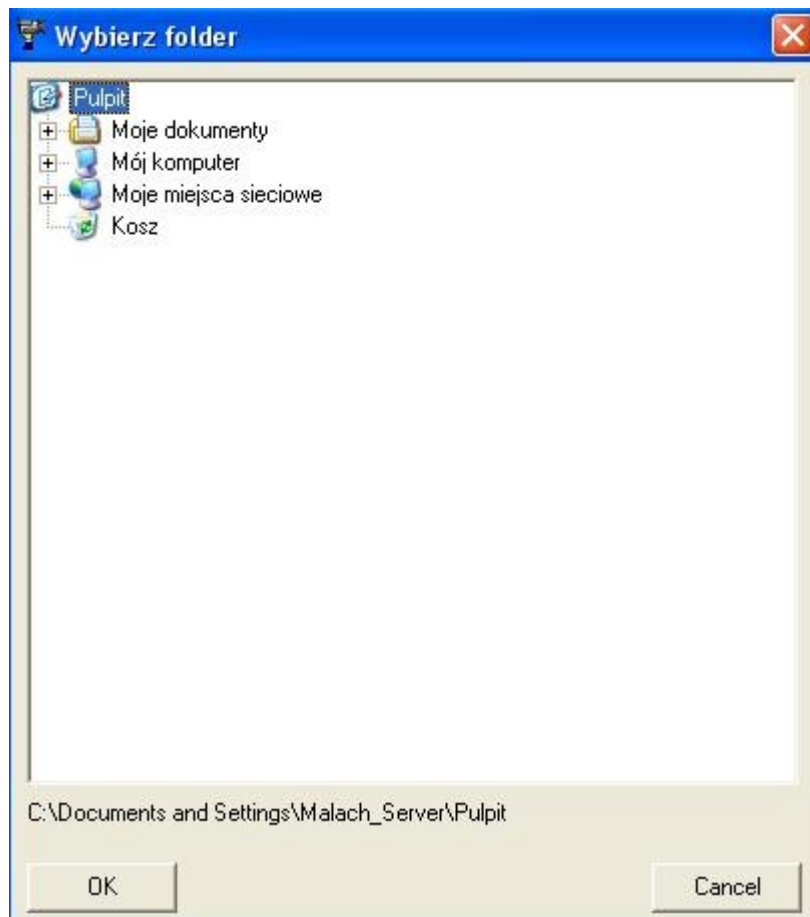 Wybierz folder
Pulpit
Moje dokumenty
Mój komputer
Moje miejsca sieciowe
Kosz
C:\Documents and Settings\Malach_Server\Pulpit
OK
Cancel